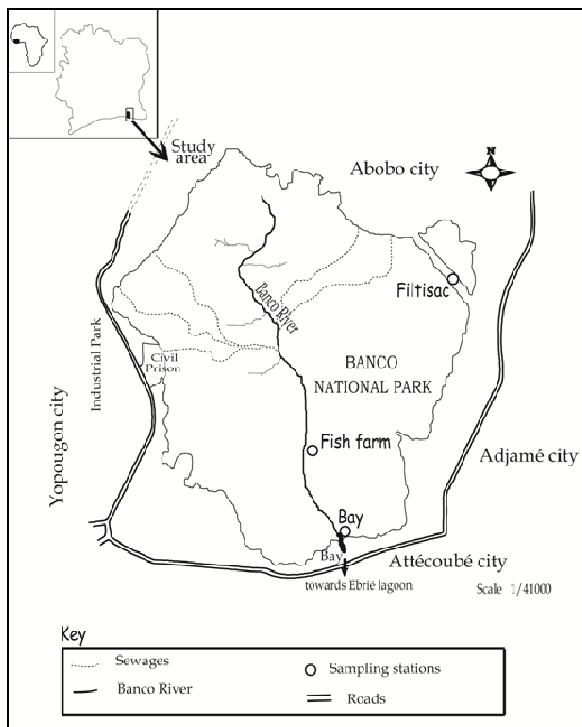 Study
area
N
Abobo city
Filtisac
Banco River
Industrial Park
Civil
Prison
BANCO
NATIONAL PARK
Yopougon city
Fish farm
Adjamé city
Bay
Bay
Attécoubé city
towards Ebrié lagoon
Scale 1/41000
Key
Sewages
Sampling stations
Banco River
Roads